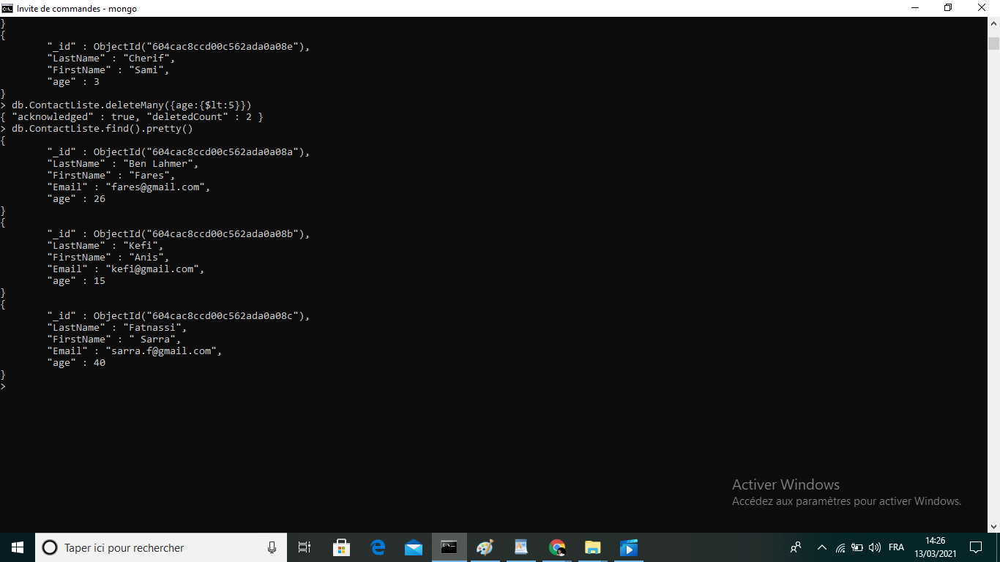 Invite de commandes - mongo
}
{
"_id" : ObjectId("604cac8ccd00c562ada0a08e"),
"LastName" : "Cherif",
"FirstName" : "Sami",
"age" : 3
}
> db.ContactListe.deleteMany({age:{$lt:5}})
{ "acknowledged" : true, "deletedCount" : 2 }
> db.ContactListe.find().pretty()
{
"_id" : ObjectId("604cac8ccd00c562ada0a08a"),
"LastName" : "Ben Lahmer",
"FirstName" : "Fares",
"Email" : "fares@gmail.com",
"age" : 26
}
{
"_id" : ObjectId("604cac8ccd00c562ada0a08b"),
"LastName" : "Kefi",
"FirstName" : "Anis",
"Email" : "kefi@gmail.com",
"age" : 15
}
{
"_id" : ObjectId("604cac8ccd00c562ada0a08c"),
"LastName" : "Fatnassi",
"FirstName" : " Sarra",
"Email" : "sarra.f@gmail.com",
"age" : 40
}
>
Activer Windows
Accédez aux paramètres pour activer Windows.
Taper ici pour rechercher
FRA
14:26
13/03/2021